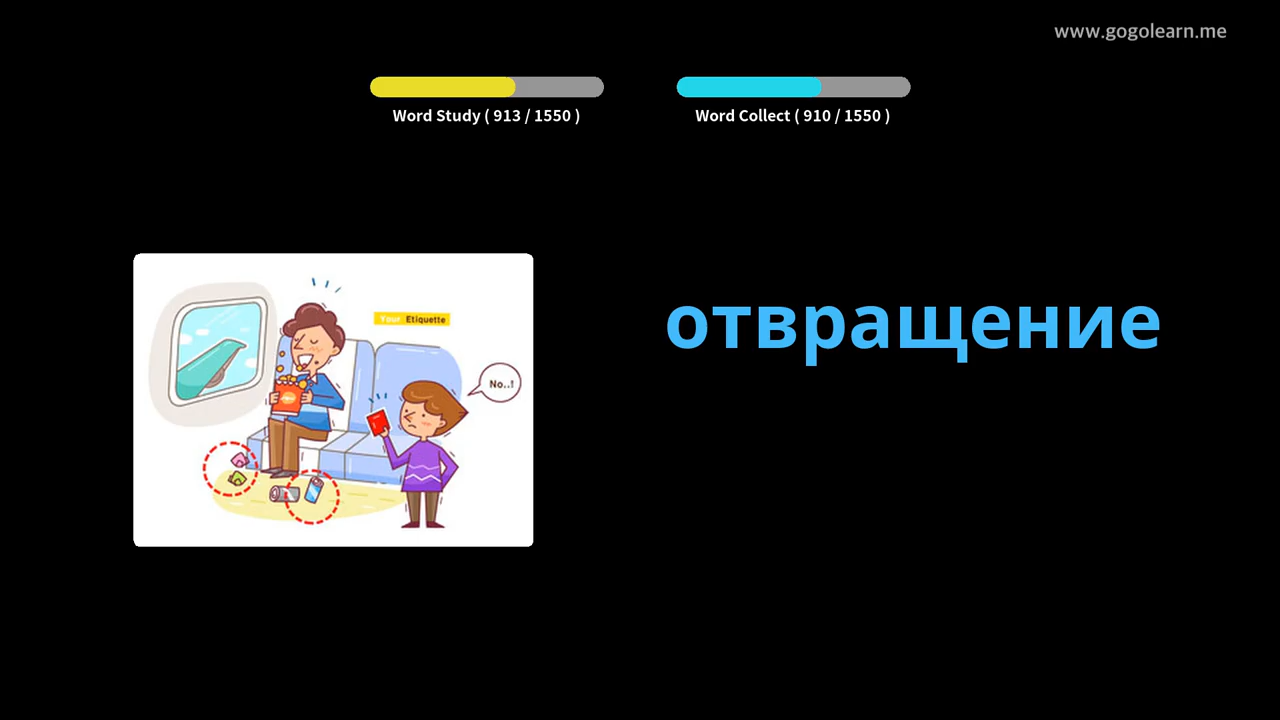 www.gogolearn.me
Word Study ( 913 / 1550 )
Word Collect ( 910 / 1550 )
Your Etiquette
отвращение
No..!